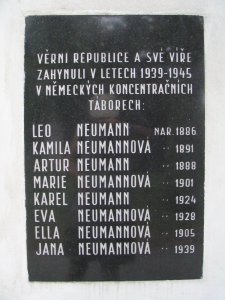 VĚRNI REPUBLICE A SVÉ VÍŘE
ZAHYNULI V LETECH 1939-1945
V NĚMECKÝCH KONCENTRAČNÍCH
TÁBORECH:
LEO NEUMANN NAR. 1886
KAMILA NEUMANNOVÁ ·· 1891
ARTUR NEUMANN ·· 1888
MARIE NEUMANNOVÁ ·· 1901
KAREL NEUMANN ·· 1924
EVA NEUMANNOVÁ ·· 1928
ELLA NEUMANNOVÁ ·· 1905
JANA NEUMANNOVÁ ·· 1939